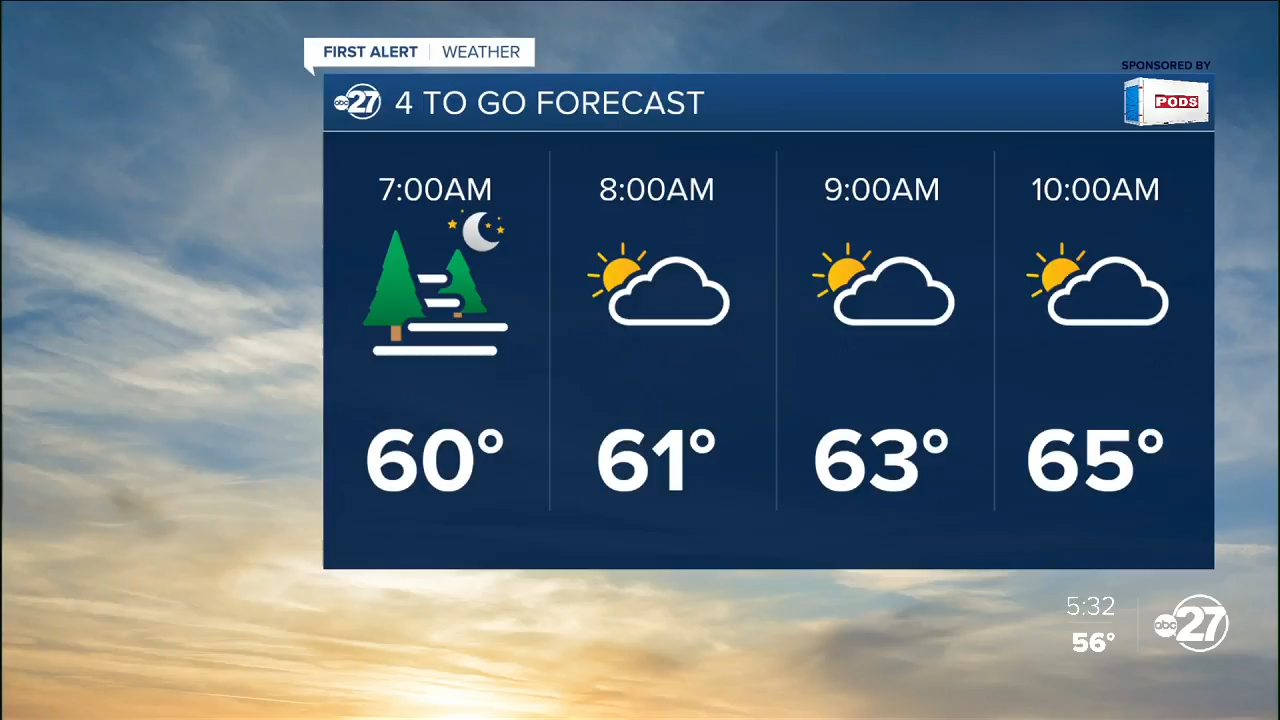 FIRST ALERT WEATHER
SPONSORED BY
abc 27 4 TO GO FORECAST
PODS
7:00AM 8:00AM 9:00AM 10:00AM
60° 61° 63° 65°
5:32
56°
abc 27